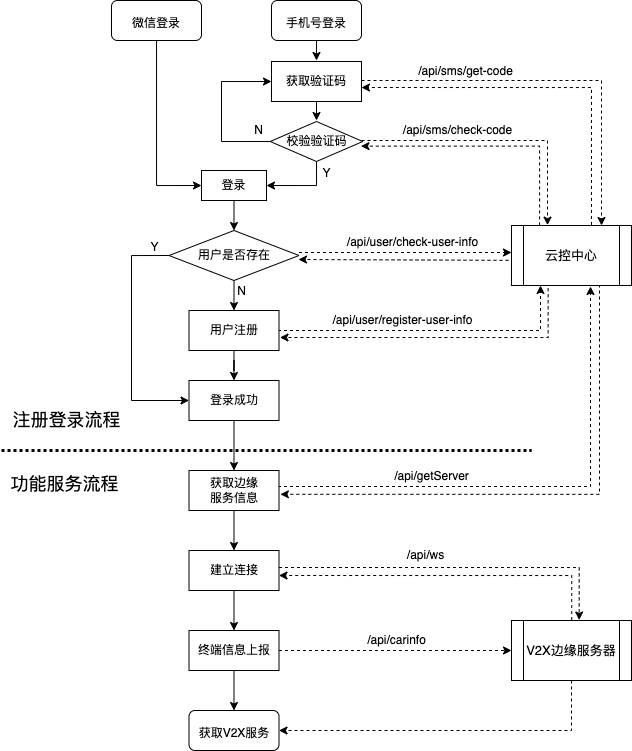 微信登录
手机号登录
获取验证码
/api/sms/get-code
N
校验验证码
/api/sms/check-code
Y
登录
Y
用户是否存在
/api/user/check-user-info
云控中心
N
用户注册
/api/user/register-user-info
登录成功
注册登录流程
功能服务流程
获取边缘
服务信息
/api/getServer
建立连接
/api/ws
终端信息上报
/api/carinfo
V2X边缘服务器
获取V2X服务